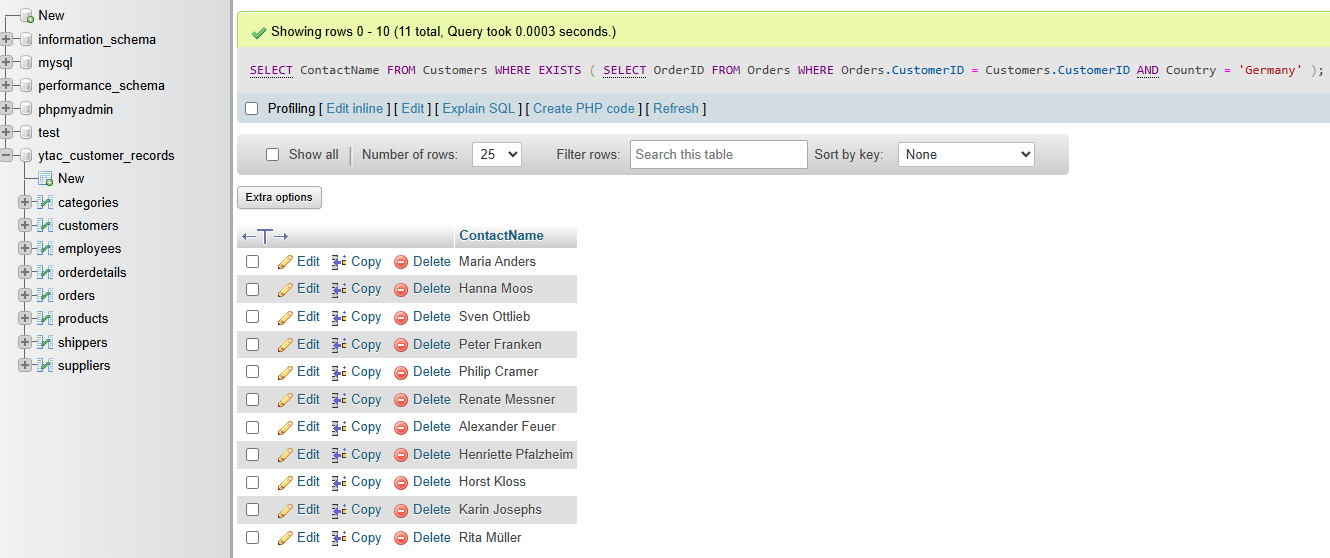 New
information_schema
mysql
performance_schema
phpmyadmin
test
ytac_customer_records
New
categories
customers
employees
orderdetails
orders
products
shippers
suppliers
Showing rows 0 - 10 (11 total, Query took 0.0003 seconds.)
SELECT ContactName FROM Customers WHERE EXISTS ( SELECT OrderID FROM Orders WHERE Orders.CustomerID = Customers.CustomerID AND Country = 'Germany' );
Profiling [ Edit inline ] [ Edit ] [ Explain SQL ] [ Create PHP code ] [ Refresh ]
Show all | Number of rows: 25 Filter rows: Search this table Sort by key: None
Extra options
←T→ ContactName
Edit Copy Delete Maria Anders
Edit Copy Delete Hanna Moos
Edit Copy Delete Sven Ottlieb
Edit Copy Delete Peter Franken
Edit Copy Delete Philip Cramer
Edit Copy Delete Renate Messner
Edit Copy Delete Alexander Feuer
Edit Copy Delete Henriette Pfalzheim
Edit Copy Delete Horst Kloss
Edit Copy Delete Karin Josephs
Edit Copy Delete Rita Müller